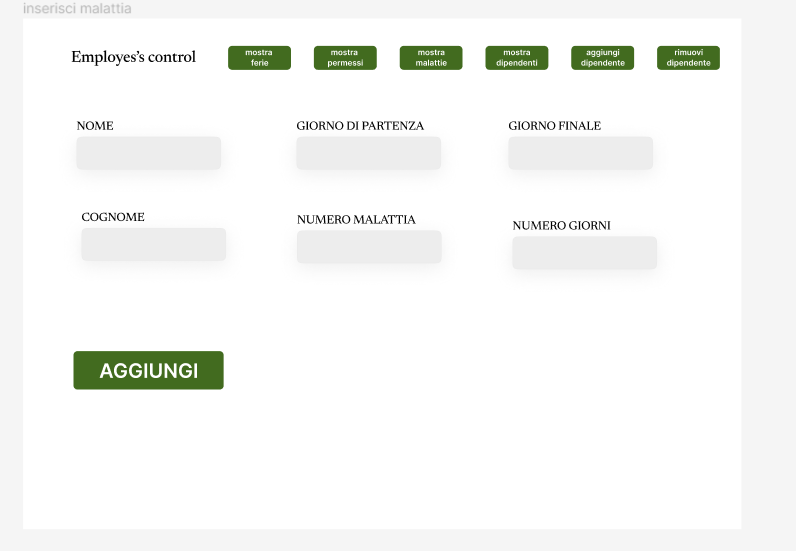 inserisci malattia
Employes's control
mostra
ferie
mostra
permessi
mostra
malattie
mostra
dipendenti
aggiungi
dipendente
rimuovi
dipendente
NOME
GIORNO DI PARTENZA
GIORNO FINALE
COGNOME
NUMERO MALATTIA
NUMERO GIORNI
AGGIUNGI